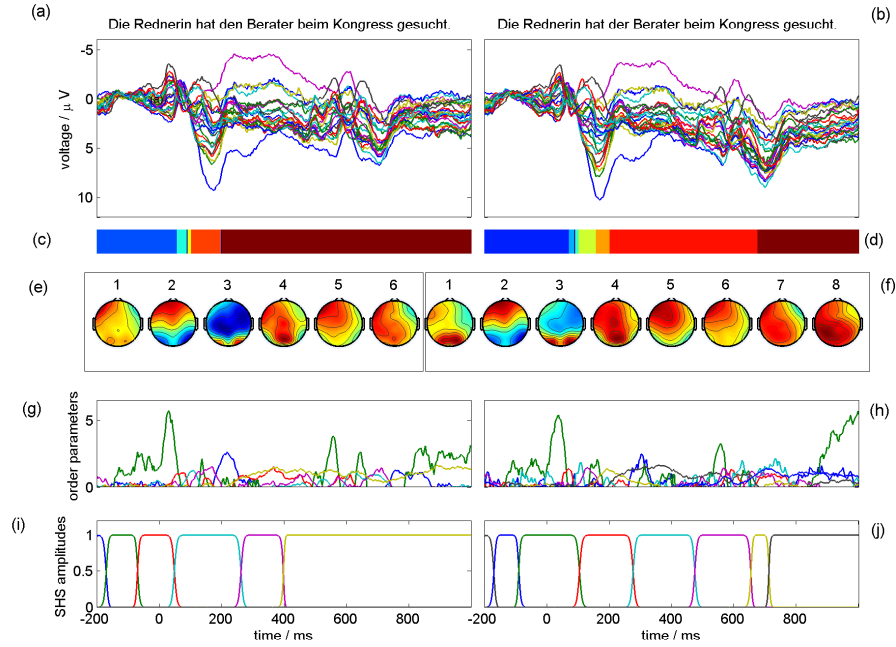 (a) Die Rednerin hat den Berater beim Kongress gesucht. Die Rednerin hat der Berater beim Kongress gesucht. (b)
voltage / μ V
-5
0
5
10
(c) (d)
(e) 1 2 3 4 5 6 1 2 3 4 5 6 7 8 (f)
(g) (h)
order parameters
5
0
(i) (j)
SHS amplitudes
1
0.5
0
-200 0 200 400 600 800 -200 0 200 400 600 800
time / ms time / ms